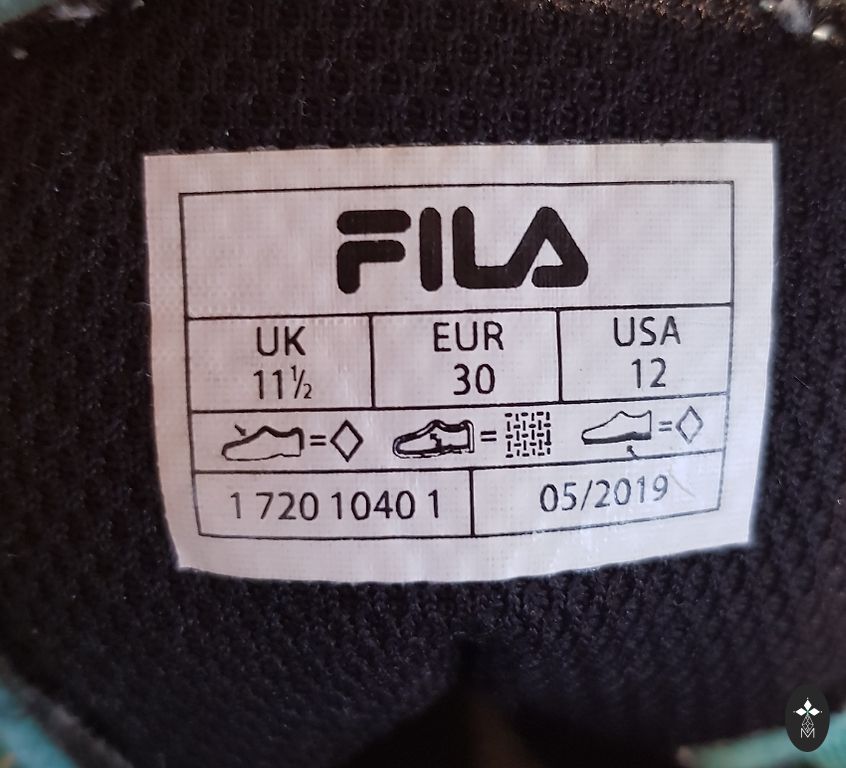 FILA
UK EUR USA
11½ 30 12
= = =
1 720 1040 1 05/2019
M